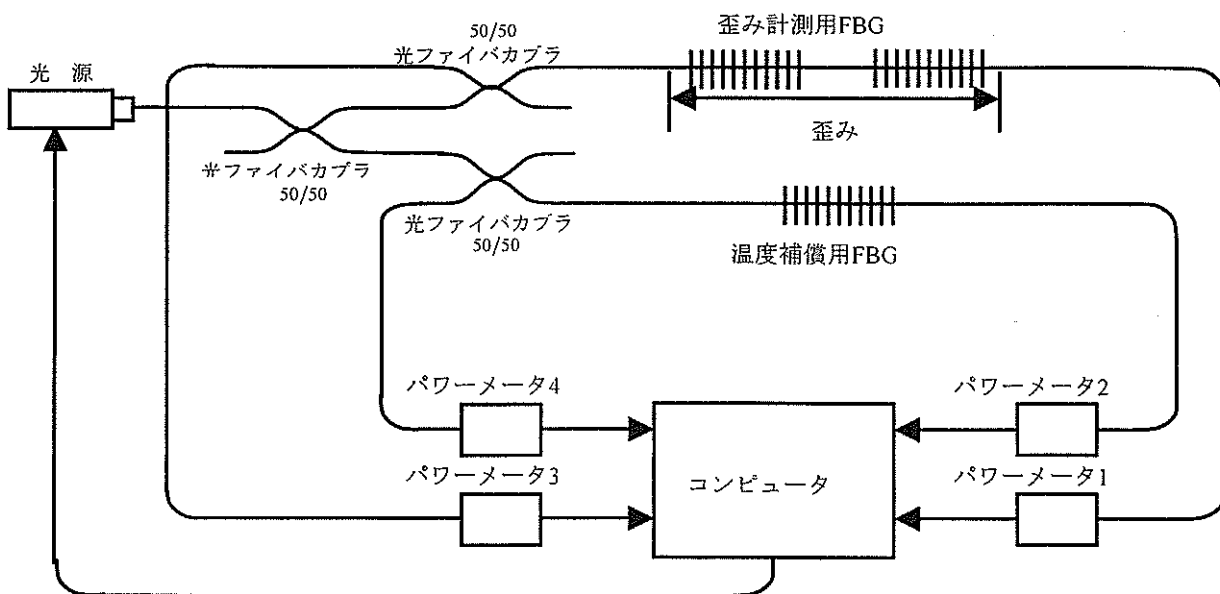 50/50
光ファイバカプラ
歪み計測用FBG
光 源
歪み
光ファイバカプラ
50/50
光ファイバカプラ
50/50
温度補償用FBG
パワーメータ4
パワーメータ2
パワーメータ3
コンピュータ
パワーメータ1